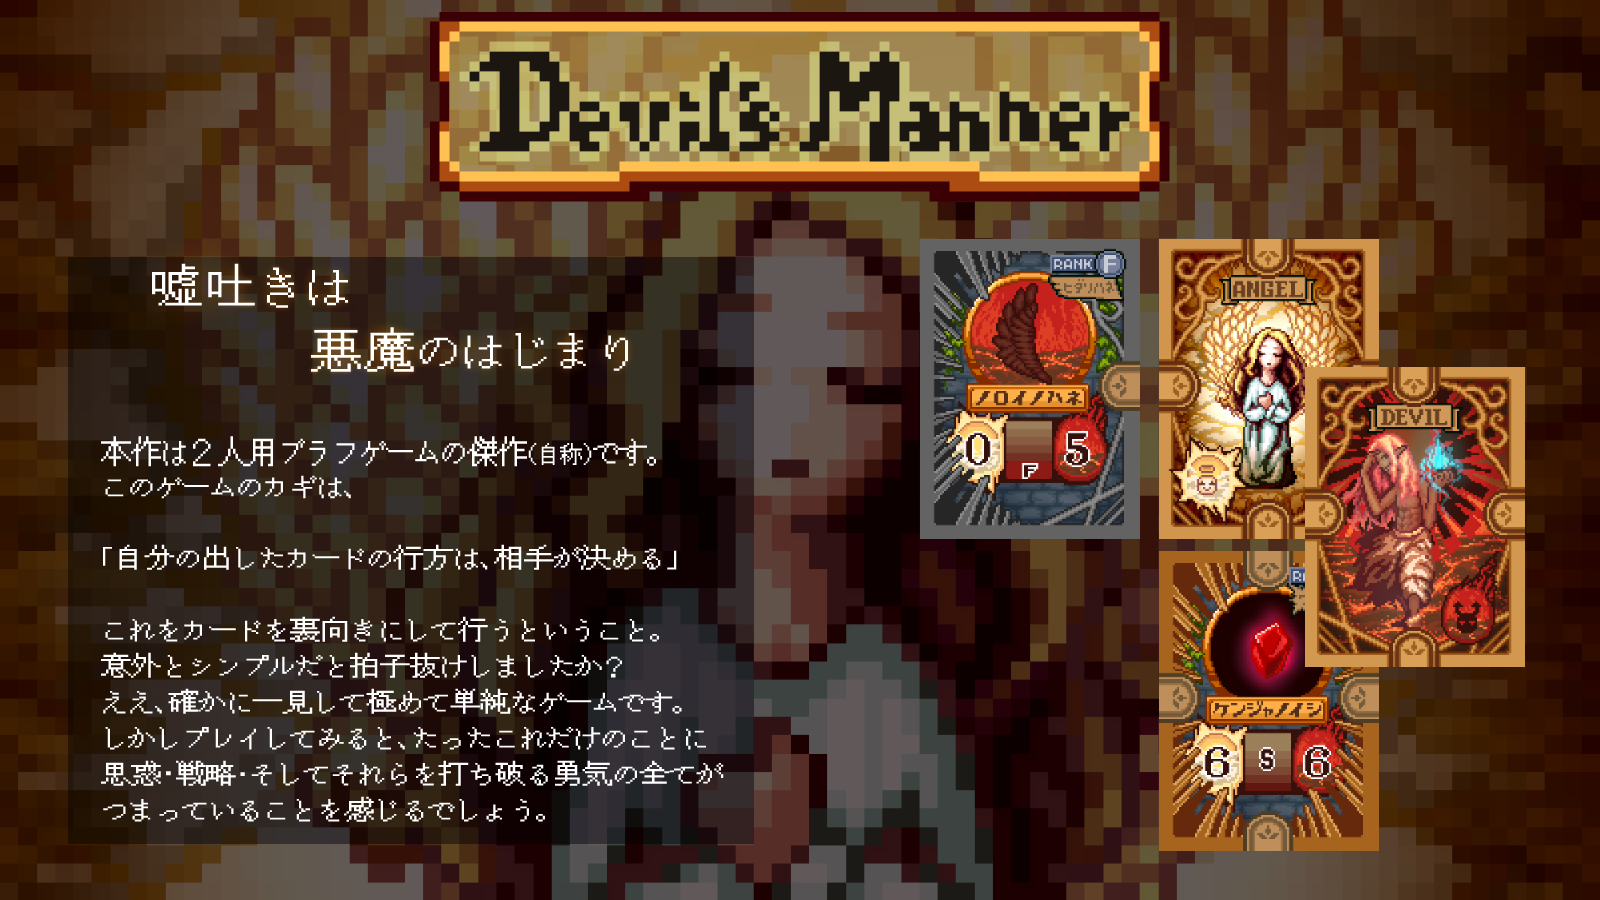 Devil's Manner
嘘吐きは
悪魔のはじまり
本作は２人用ブラフゲームの傑作(自称)です。
このゲームのカギは、
「自分の出したカードの行方は、相手が決める」
これをカードを裏向きにして行うということ。
意外とシンプルだと拍子抜けしましたか？
ええ、確かに一見して極めて単純なゲームです。
しかしプレイしてみると、たったこれだけのことに
思惑・戦略・そしてそれらを打ち破る勇気の全てが
つまっていることを感じるでしょう。
RANK F
ヒダリハネ
ノロイノハネ
0 F 5
ANGEL
DEVIL
ケンジャノイシ
6 S 6